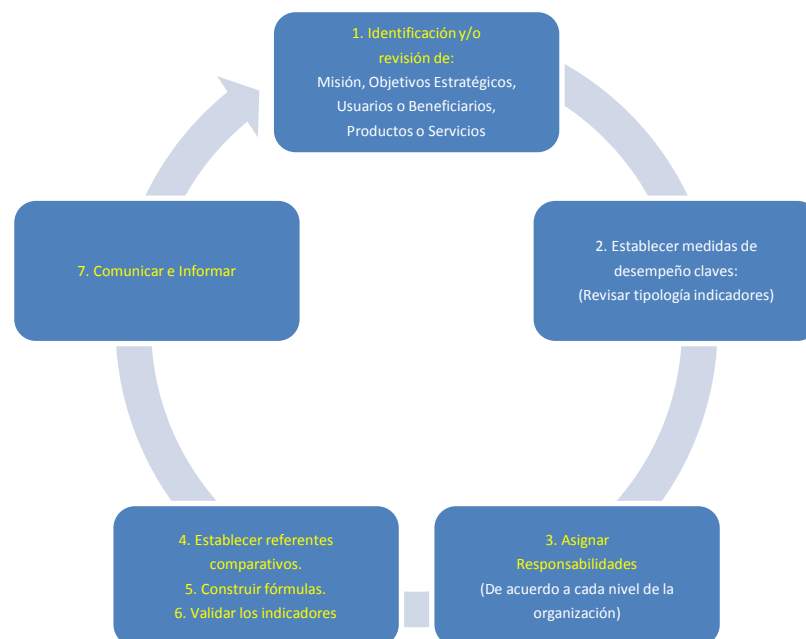 1. Identificación y/o
revisión de:
Misión, Objetivos Estratégicos,
Usuarios o Beneficiarios,
Productos o Servicios
2. Establecer medidas de
desempeño claves:
(Revisar tipología indicadores)
3. Asignar
Responsabilidades
(De acuerdo a cada nivel de la
organización)
4. Establecer referentes
comparativos.
5. Construir fórmulas.
6. Validar los indicadores
7. Comunicar e Informar